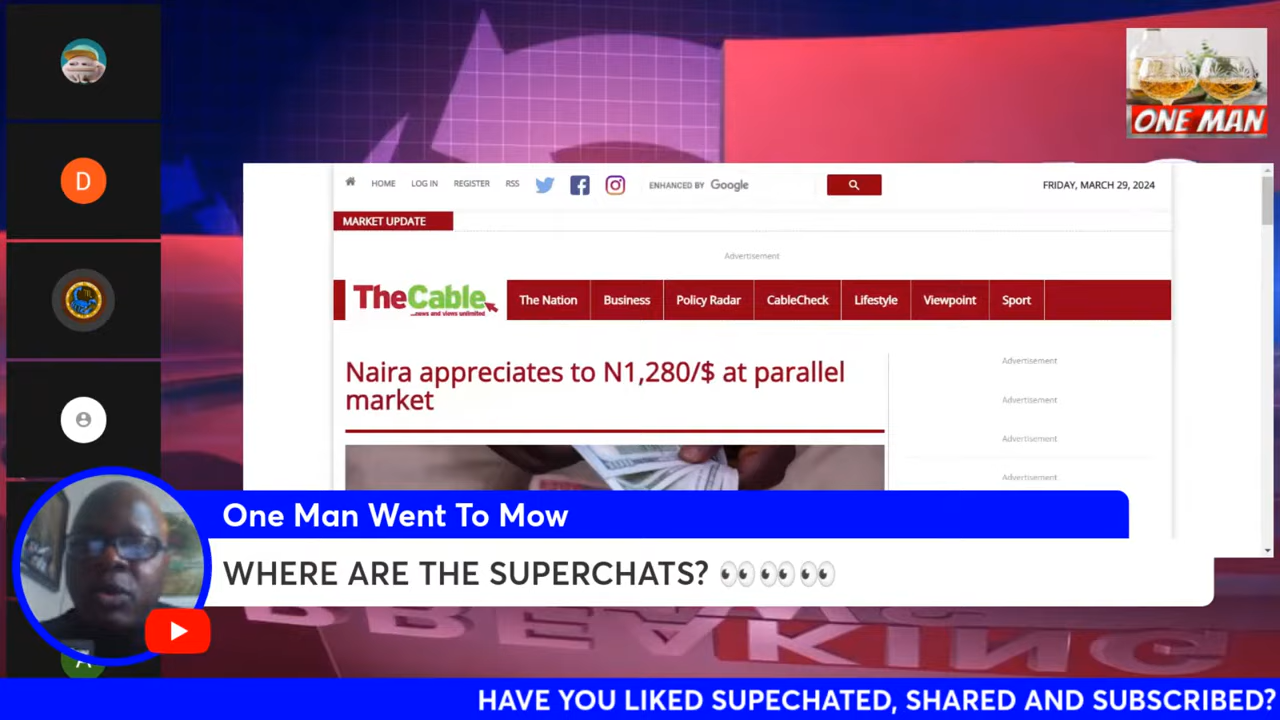 ONE MAN
HOME LOG IN REGISTER RSS ENHANCED BY Google FRIDAY, MARCH 29, 2024
MARKET UPDATE
Advertisement
TheCable
...news and views unlimited
The Nation Business Policy Radar CableCheck Lifestyle Viewpoint Sport
Naira appreciates to N1,280/$ at parallel
market
Advertisement
Advertisement
Advertisement
Advertisement
D
One Man Went To Mow
WHERE ARE THE SUPERCHATS? 👀👀👀
BREAKING
A
HAVE YOU LIKED SUPECHATED, SHARED AND SUBSCRIBED?